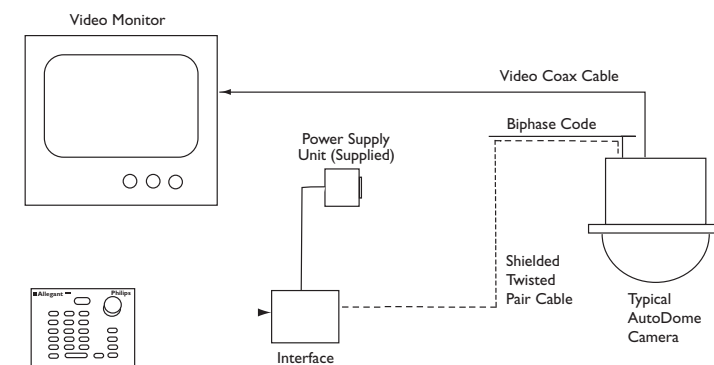 Video Monitor
Video Coax Cable
Biphase Code
Power Supply
Unit (Supplied)
Shielded
Twisted
Pair Cable
Typical
AutoDome
Camera
Allegant
Philips
Interface